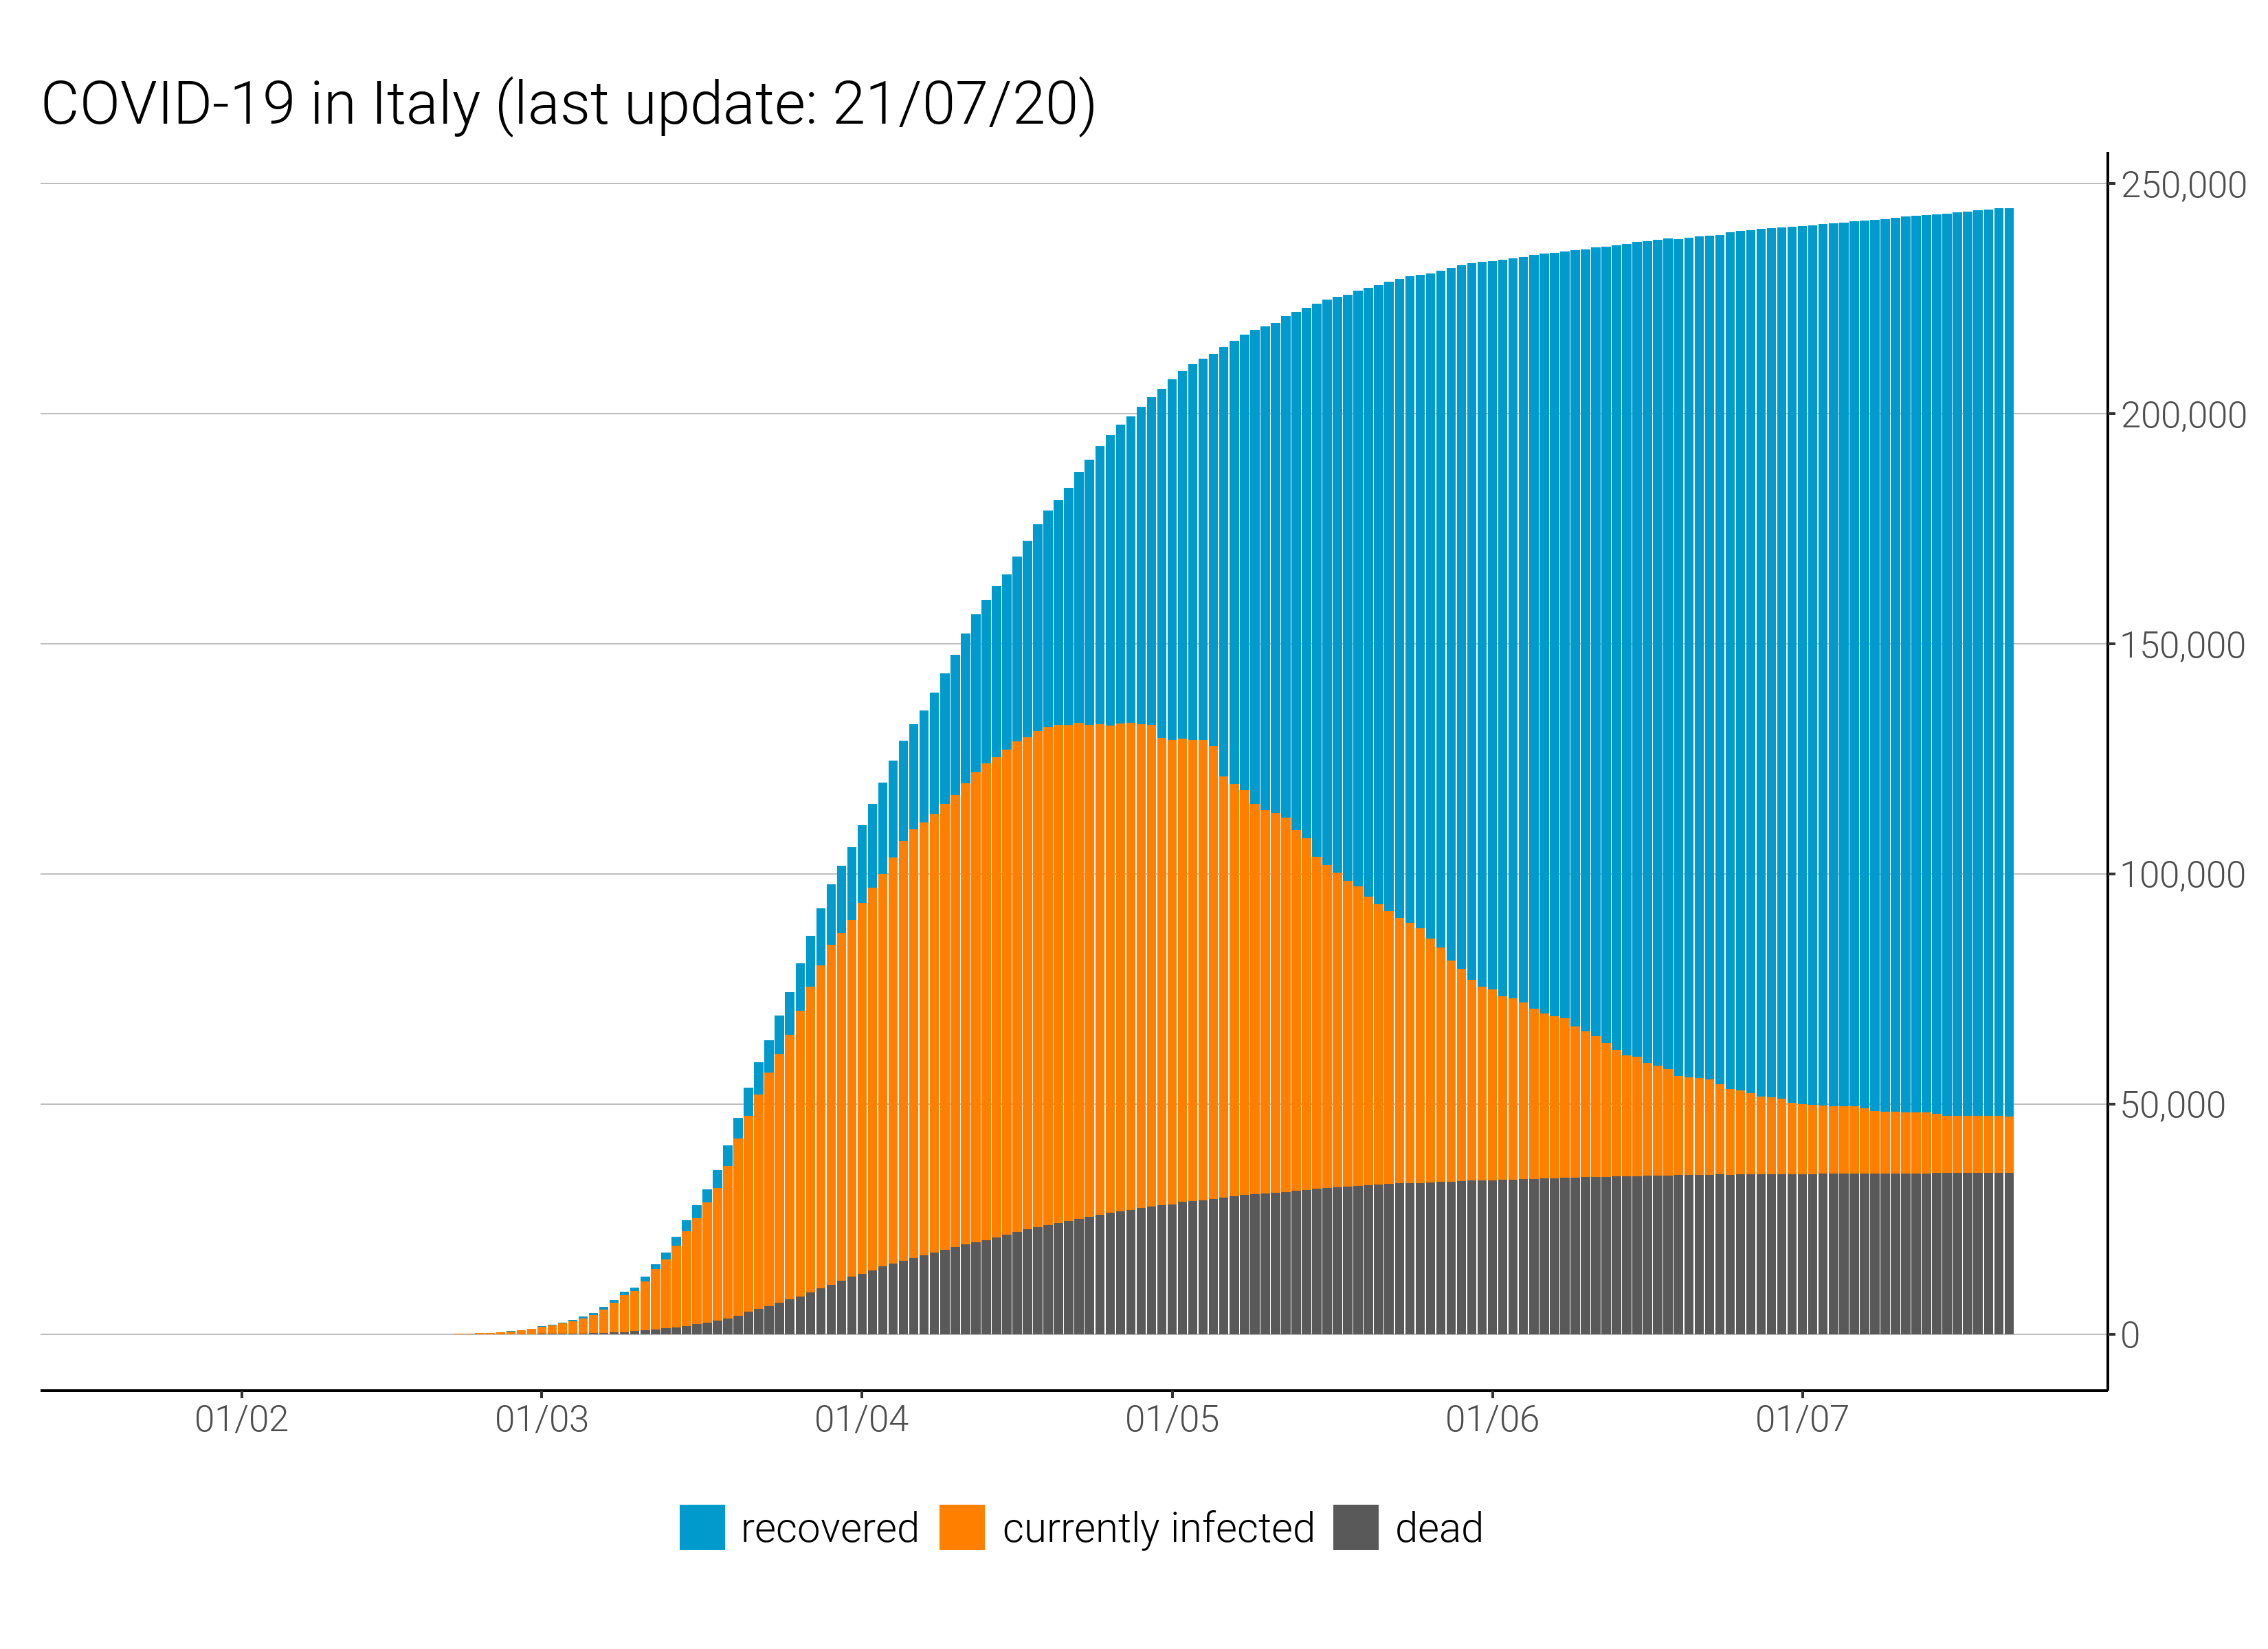 COVID-19 in Italy (last update: 21/07/20)
250,000
200,000
150,000
100,000
50,000
0
01/02 01/03 01/04 01/05 01/06 01/07
recovered currently infected dead